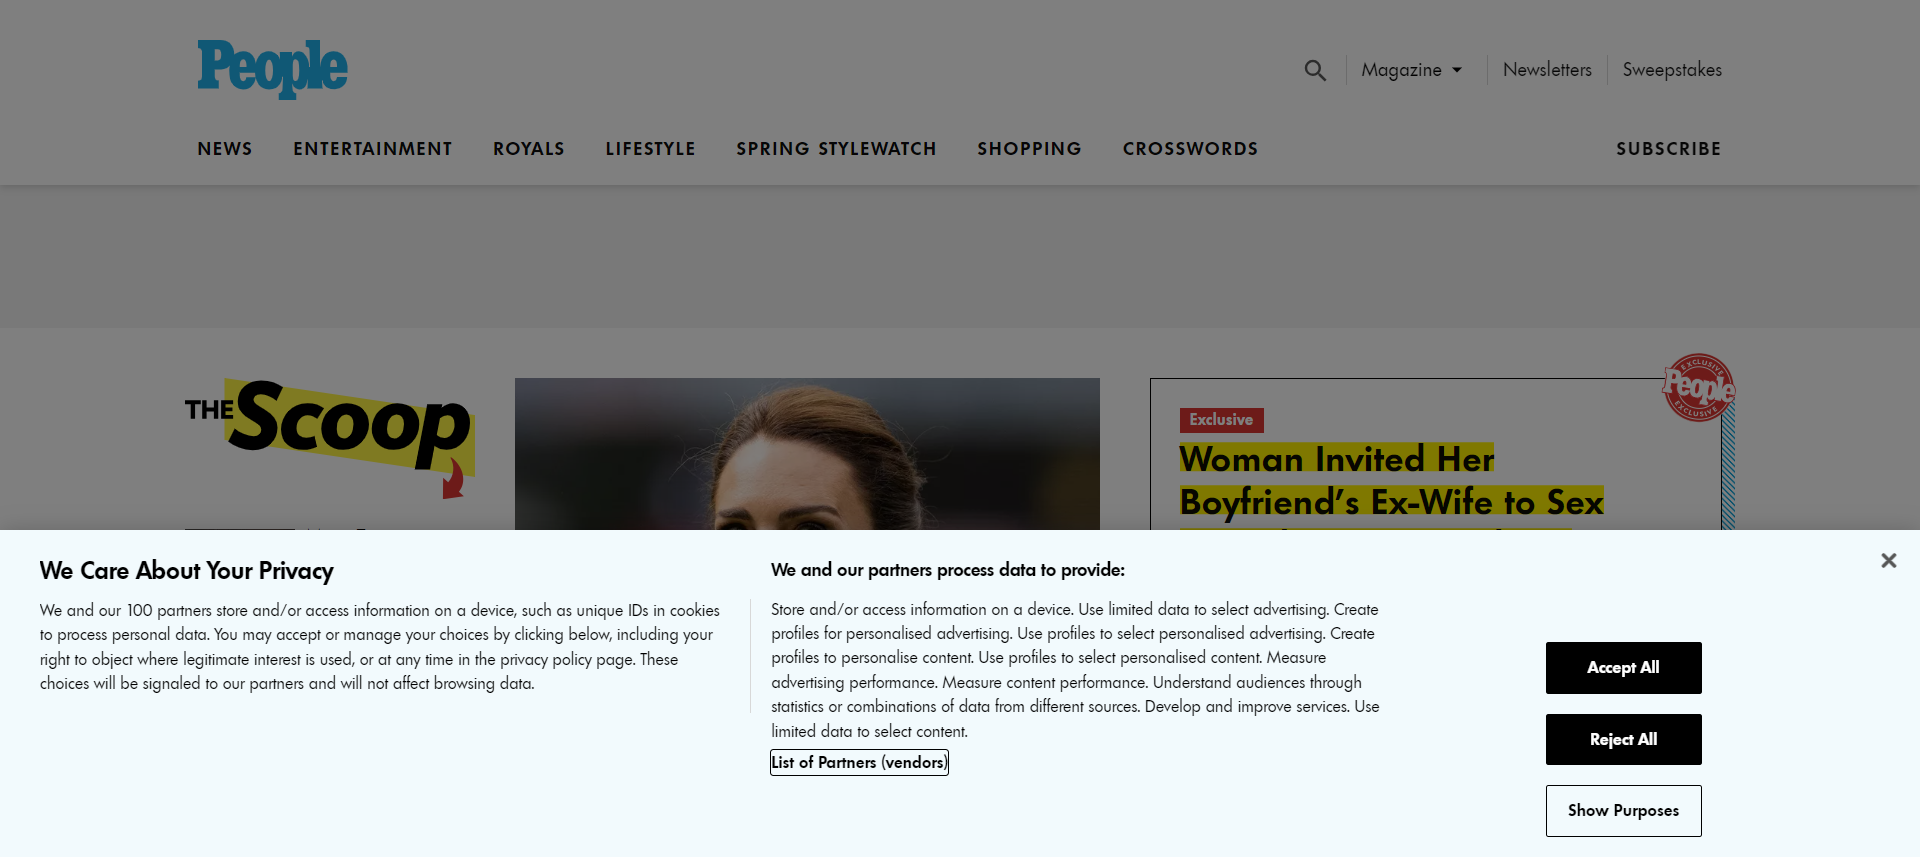 People
Magazine
Newsletters
Sweepstakes
NEWS
ENTERTAINMENT
ROYALS
LIFESTYLE
SPRING STYLEWATCH
SHOPPING
CROSSWORDS
SUBSCRIBE
THE Scoop
EXCLUSIVE
People
EXCLUSIVE
Exclusive
Woman Invited Her
Boyfriend's Ex-Wife to Sex
We Care About Your Privacy
We and our 100 partners store and/or access information on a device, such as unique IDs in cookies
to process personal data. You may accept or manage your choices by clicking below, including your
right to object where legitimate interest is used, or at any time in the privacy policy page. These
choices will be signaled to our partners and will not affect browsing data.
We and our partners process data to provide:
Store and/or access information on a device. Use limited data to select advertising. Create
profiles for personalised advertising. Use profiles to select personalised advertising. Create
profiles to personalise content. Use profiles to select personalised content. Measure
advertising performance. Measure content performance. Understand audiences through
statistics or combinations of data from different sources. Develop and improve services. Use
limited data to select content.
List of Partners (vendors)
Accept All
Reject All
Show Purposes